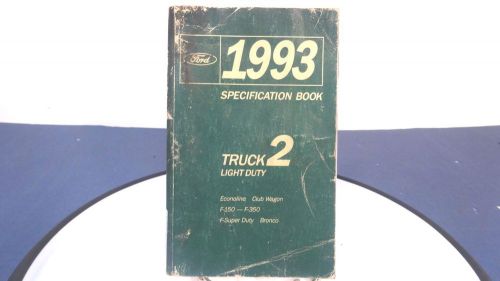 Ford
1993
SPECIFICATION BOOK
TRUCK 2
LIGHT DUTY
Econoline Club Wagon
F-150 — F-350
F-Super Duty Bronco